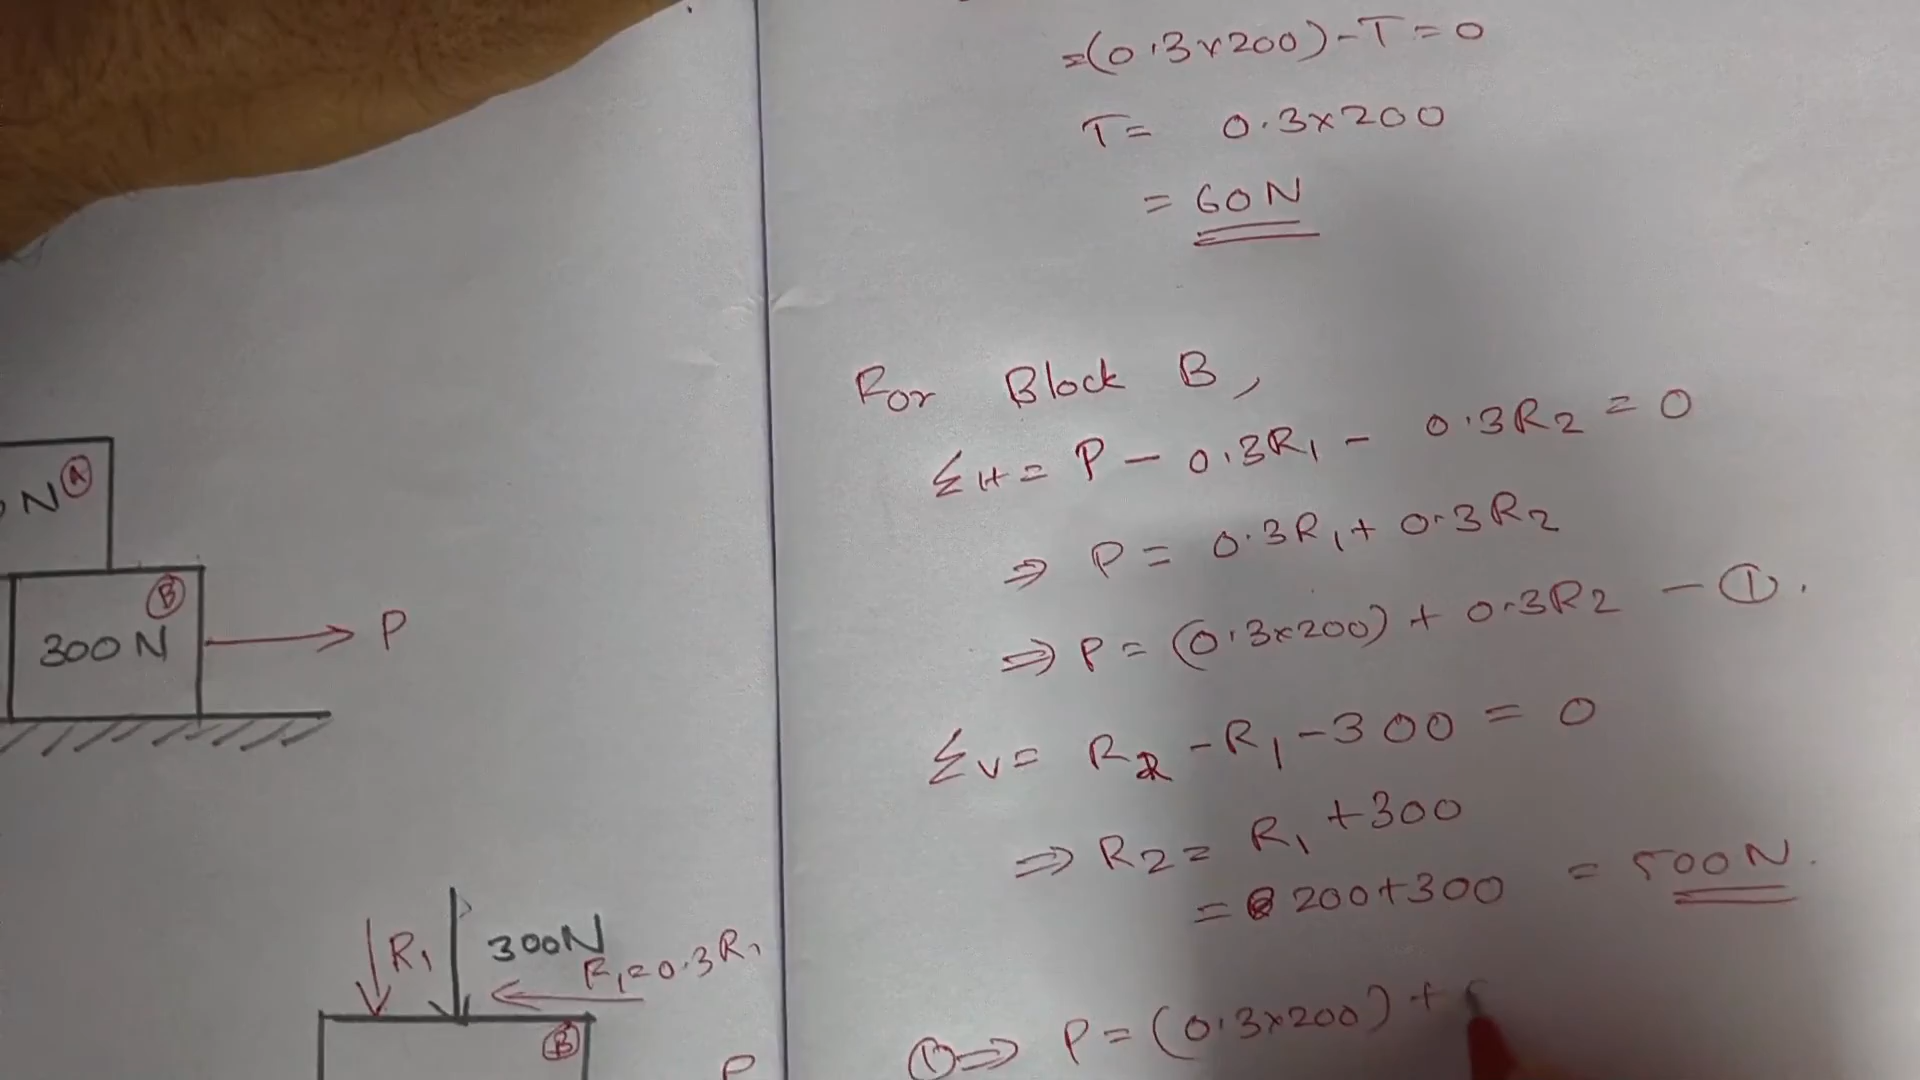 =(0.3×200)-T=0
T= 0.3×200
= 60N
For Block B,
ΣH= P - 0.3R1 - 0.3R2 = 0
⇒ P= 0.3R1+ 0.3R2
⇒ P= (0.3×200) + 0.3R2 - ①.
ΣV= R2 -R1 -300 = 0
⇒ R2= R1 +300
= 200+300 = 500N.
①⇒ P= (0.3×200) +
N Ⓐ
Ⓑ
300N
P
R1
300N
F1=0.3R1
Ⓑ
P